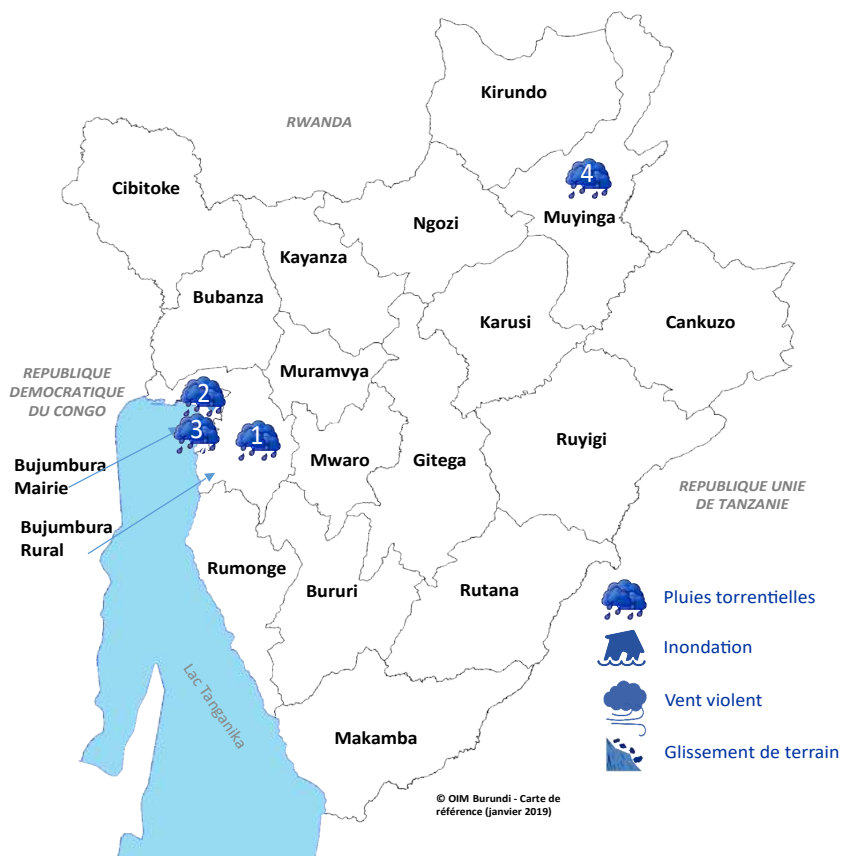 Kirundo
RWANDA
4
Cibitoke
Muyinga
Ngozi
Kayanza
Bubanza
Karusi
Cankuzo
REPUBLIQUE
DEMOCRATIQUE
DU CONGO
Muramvya
2
3
1
Bujumbura
Mairie
Mwaro
Gitega
Ruyigi
REPUBLIQUE UNIE
DE TANZANIE
Bujumbura
Rural
Rumonge
Bururi
Rutana
Pluies torrentielles
Inondation
Vent violent
Glissement de terrain
Lac Tanganika
Makamba
© OIM Burundi - Carte de
référence (janvier 2019)